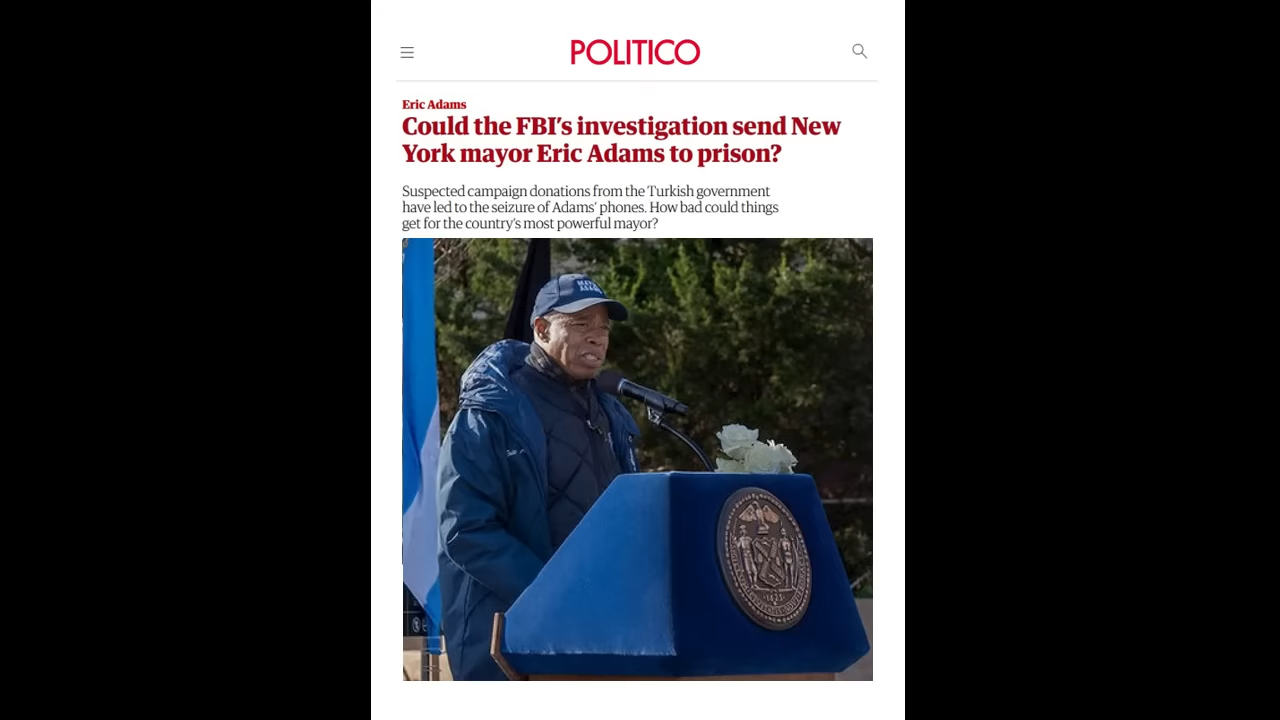 POLITICO
Eric Adams
Could the FBI's investigation send New
York mayor Eric Adams to prison?
Suspected campaign donations from the Turkish government
have led to the seizure of Adams' phones. How bad could things
get for the country's most powerful mayor?
MAYOR
ADAMS